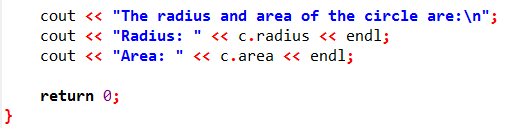 cout << "The radius and area of the circle are:\n";
cout << "Radius: " << c.radius << endl;
cout << "Area: " << c.area << endl;
return 0;
}